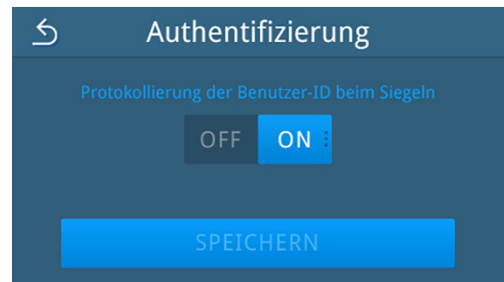 Authentifizierung
Protokollierung der Benutzer-ID beim Siegeln
OFF ON
SPEICHERN